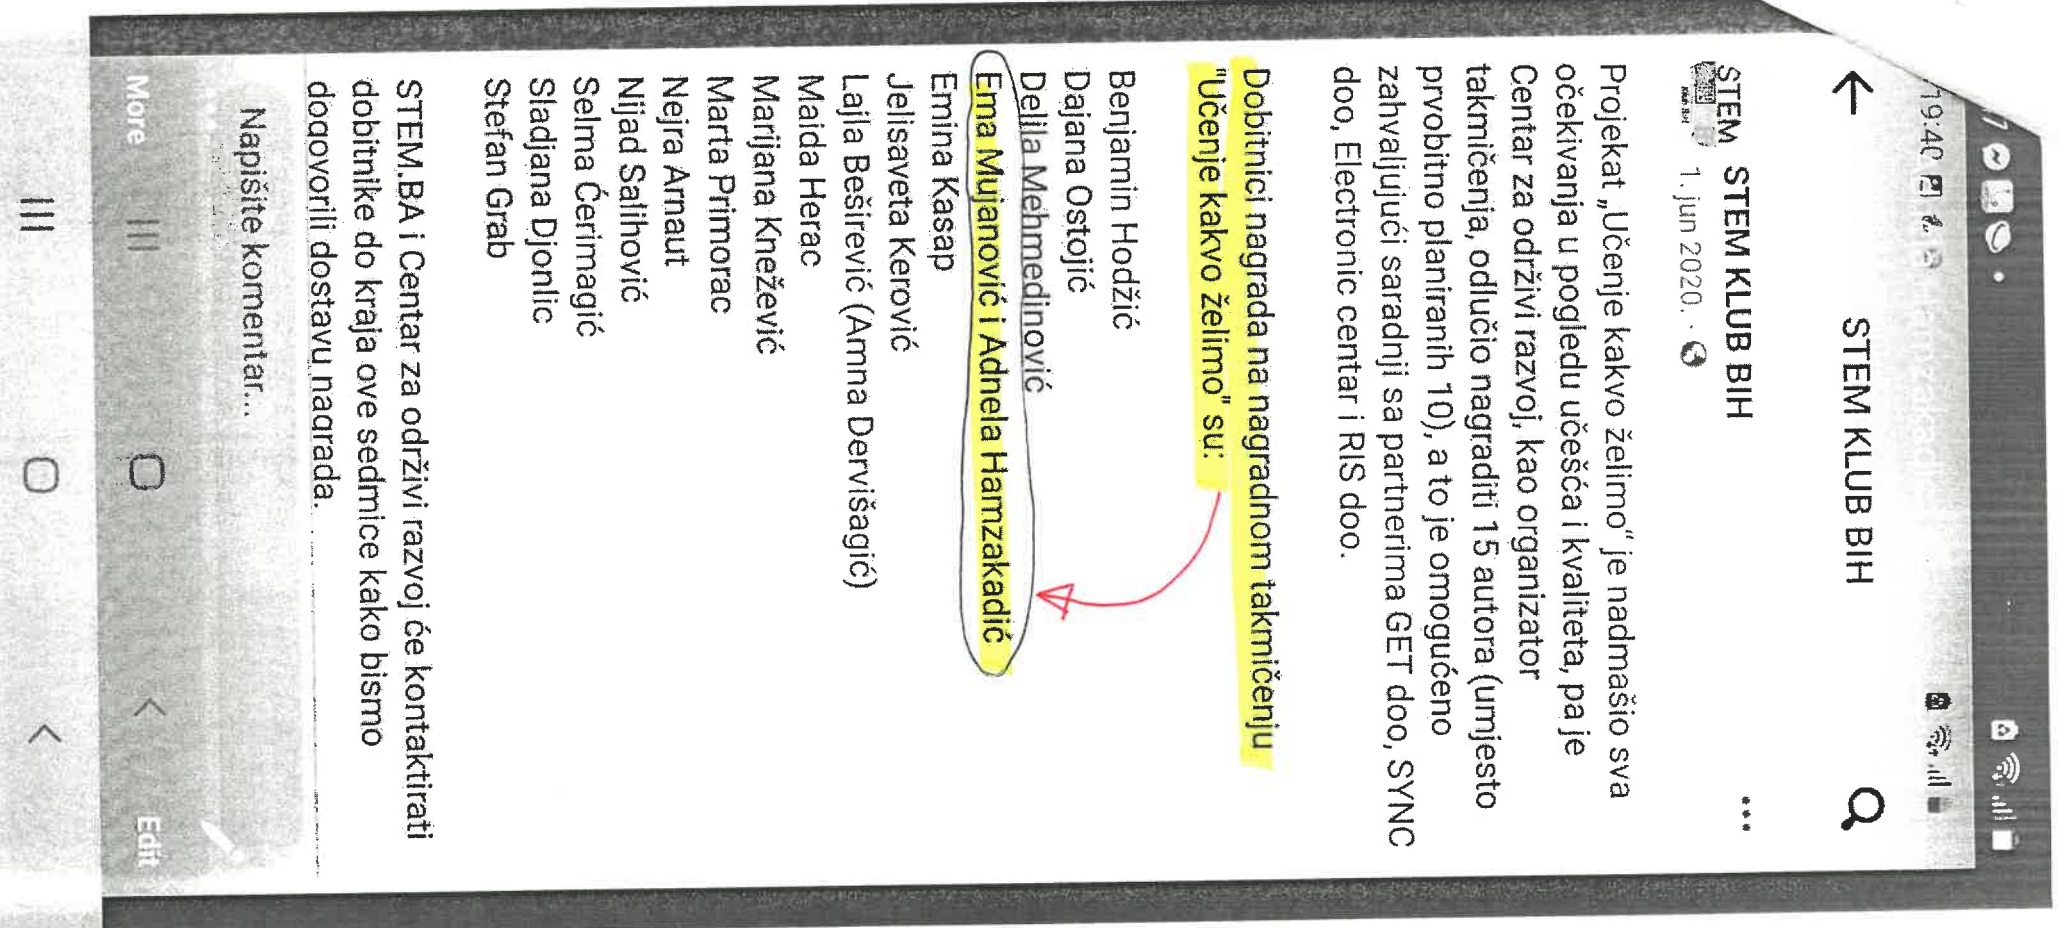 19:40
STEM KLUB BIH
STEM
STEM KLUB BIH
1. jun 2020. ·
Projekat „Učenje kakvo želimo" je nadmašio sva
očekivanja u pogledu učešća i kvaliteta, pa je
Centar za održivi razvoj, kao organizator
takmičenja, odlučio nagraditi 15 autora (umjesto
prvobitno planiranih 10), a to je omogućeno
zahvaljujući saradnji sa partnerima GET doo, SYNC
doo, Electronic centar i RIS doo.
Dobitnici nagrada na nagradnom takmičenju
"Učenje kakvo želimo" su:
Benjamin Hodžić
Dajana Ostojić
Delila Mehmedinović
Ema Mujanović i Adnela Hamzakadić
Emina Kasap
Jelisaveta Kerović
Lajla Beširević (Amna Dervišagić)
Maida Herac
Marijana Knežević
Marta Primorac
Nejra Arnaut
Nijad Salihović
Selma Ćerimagić
Sladjana Djonlic
Stefan Grab
STEM.BA i Centar za održivi razvoj će kontaktirati
dobitnike do kraja ove sedmice kako bismo
dogovorili dostavu nagrada.
Napišite komentar...
More
Edit